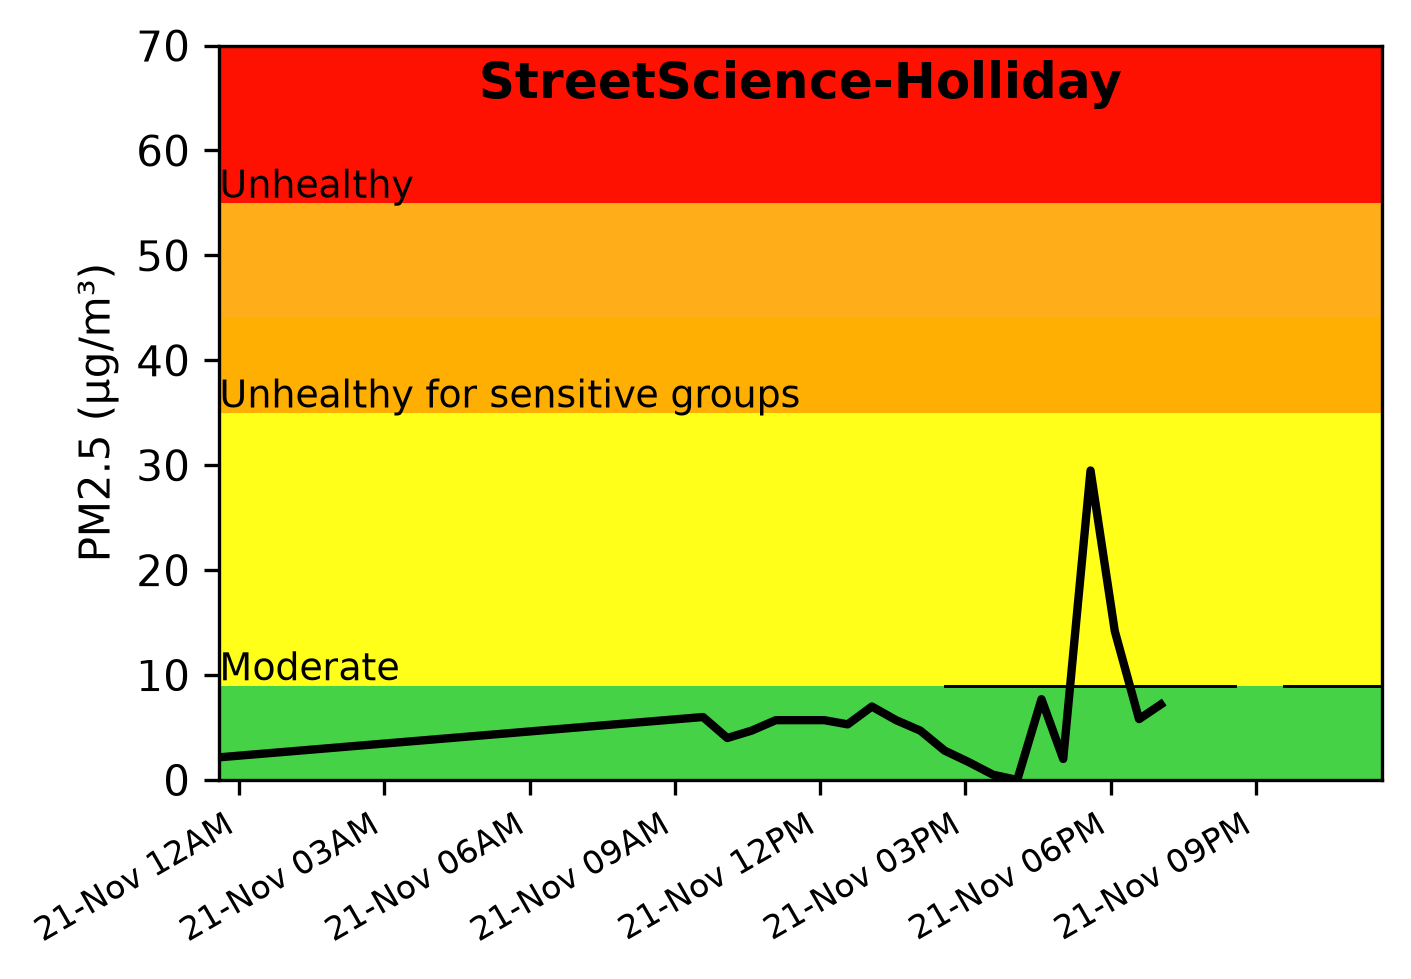 StreetScience-Holliday
70
60
Unhealthy
50
40
Unhealthy for sensitive groups
30
20
Moderate
10
0
PM2.5 (µg/m³)
21-Nov 12AM
21-Nov 03AM
21-Nov 06AM
21-Nov 09AM
21-Nov 12PM
21-Nov 03PM
21-Nov 06PM
21-Nov 09PM